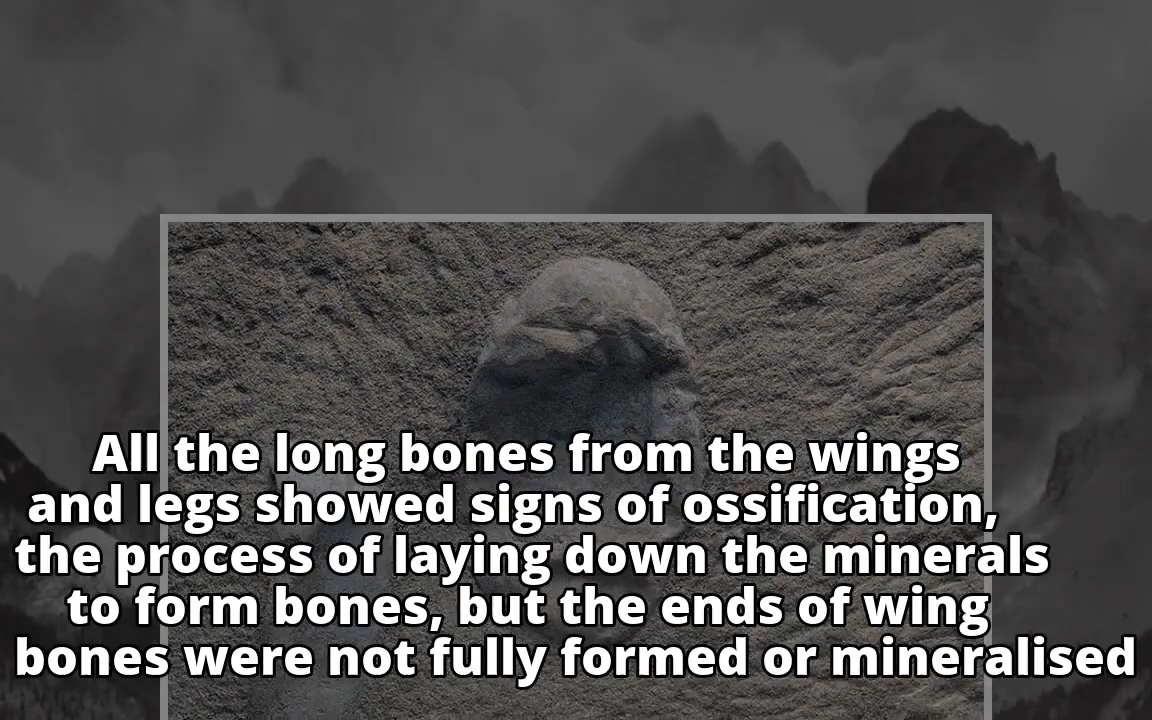 All the long bones from the wings
and legs showed signs of ossification,
the process of laying down the minerals
to form bones, but the ends of wing
bones were not fully formed or mineralised